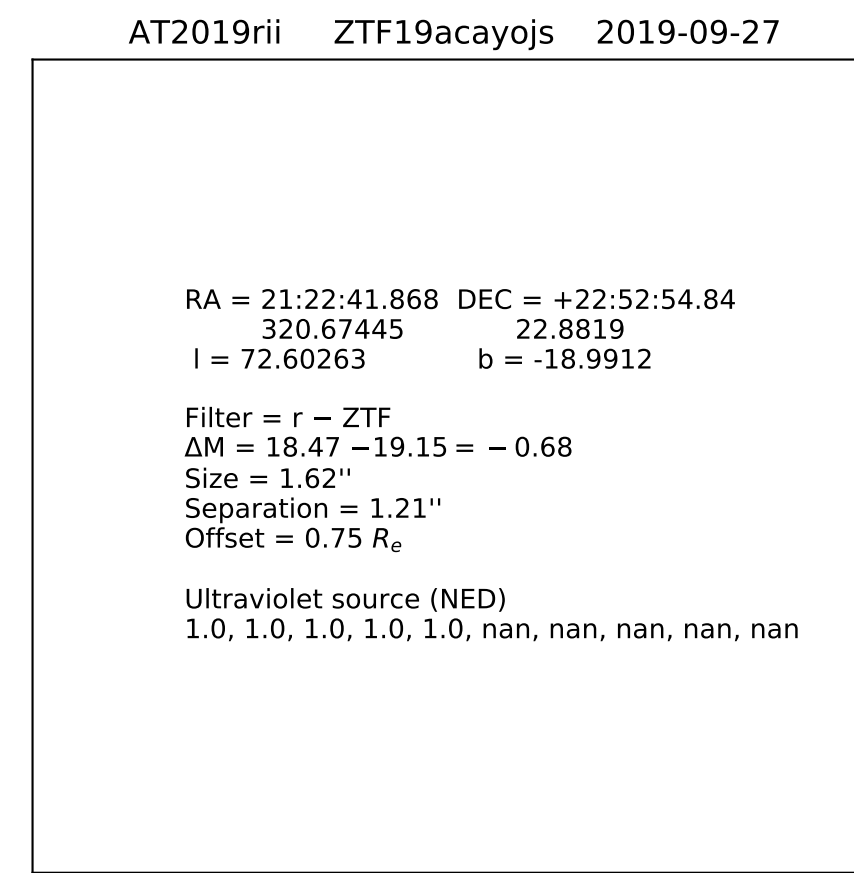 AT2019rii ZTF19acayojs 2019-09-27
RA = 21:22:41.868 DEC = +22:52:54.84
320.67445 22.8819
l = 72.60263 b = -18.9912
Filter = r − ZTF
ΔM = 18.47 −19.15 = − 0.68
Size = 1.62''
Separation = 1.21''
Offset = 0.75 Rₑ
Ultraviolet source (NED)
1.0, 1.0, 1.0, 1.0, 1.0, nan, nan, nan, nan, nan